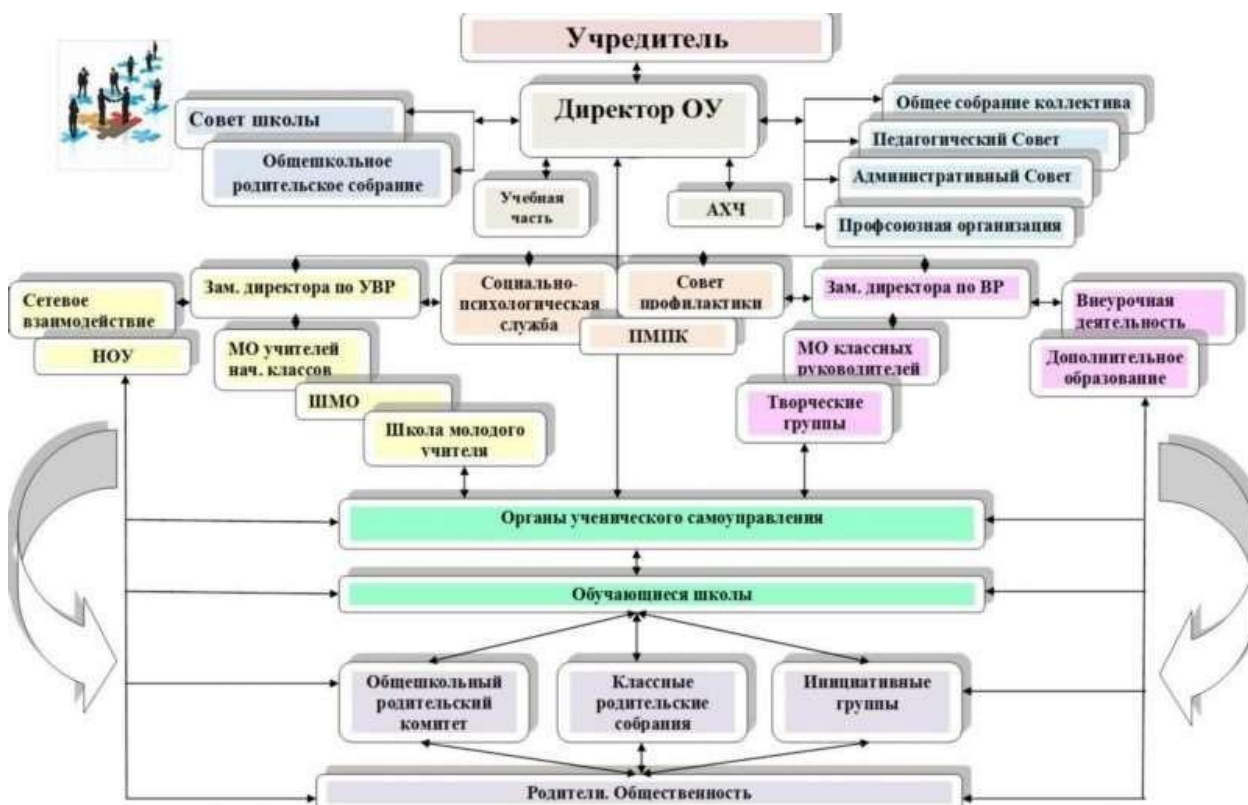 Учредитель
Директор ОУ
Совет школы
Общешкольное
родительское собрание
Общее собрание коллектива
Педагогический Совет
Административный Совет
Профсоюзная организация
Учебная
часть
АХЧ
Сетевое
взаимодействие
НОУ
Зам. директора по УВР
Социально-
психологическая
служба
Совет
профилактики
ПМПК
Зам. директора по ВР
Внеурочная
деятельность
Дополнительное
образование
МО учителей
нач. классов
ШМО
Школа молодого
учителя
МО классных
руководителей
Творческие
группы
Органы ученического самоуправления
Обучающиеся школы
Общешкольный
родительский
комитет
Классные
родительские
собрания
Инициативные
группы
Родители. Общественность